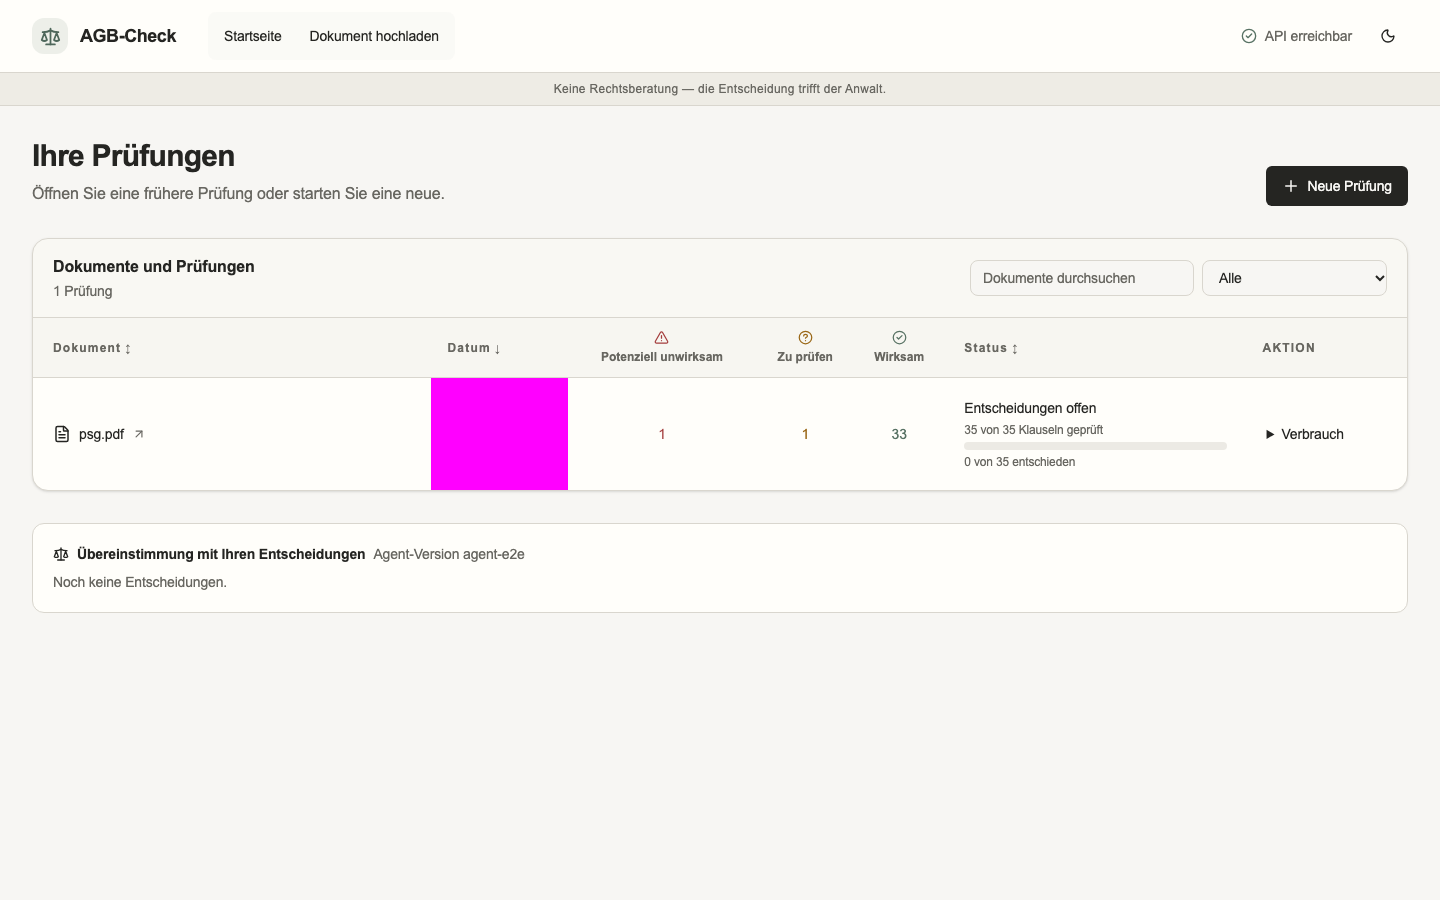 AGB-Check
Startseite
Dokument hochladen
API erreichbar
Keine Rechtsberatung — die Entscheidung trifft der Anwalt.
Ihre Prüfungen
Öffnen Sie eine frühere Prüfung oder starten Sie eine neue.
Neue Prüfung
Dokumente und Prüfungen
1 Prüfung
Dokumente durchsuchen
Alle
Dokument ↕
Datum ↓
Potenziell unwirksam
Zu prüfen
Wirksam
Status ↕
AKTION
psg.pdf
1
1
33
Entscheidungen offen
35 von 35 Klauseln geprüft
0 von 35 entschieden
Verbrauch
Übereinstimmung mit Ihren Entscheidungen Agent-Version agent-e2e
Noch keine Entscheidungen.